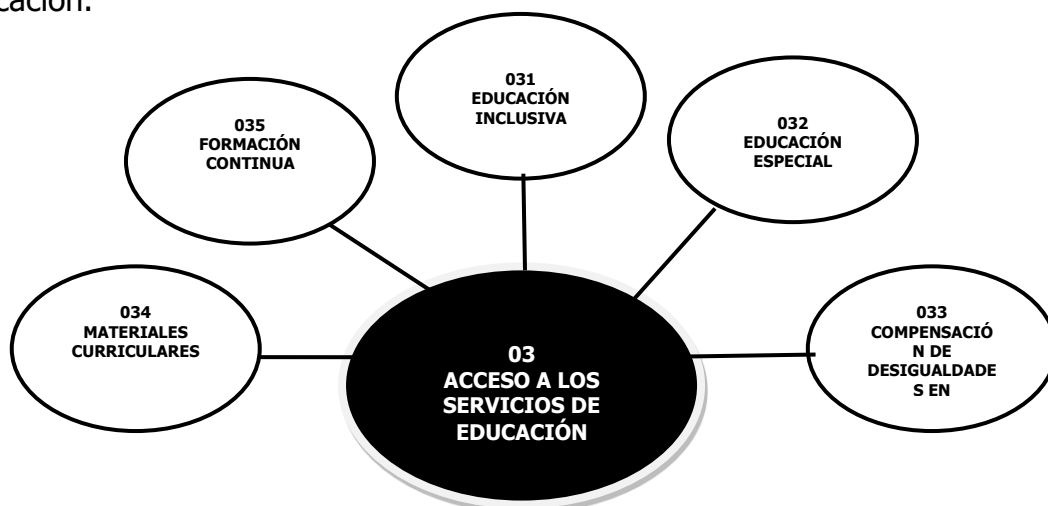 cación.
031
EDUCACIÓN
INCLUSIVA
032
EDUCACIÓN
ESPECIAL
035
FORMACIÓN
CONTINUA
034
MATERIALES
CURRICULARES
033
COMPENSACIÓ
N DE
DESIGUALDADE
S EN
03
ACCESO A LOS
SERVICIOS DE
EDUCACIÓN